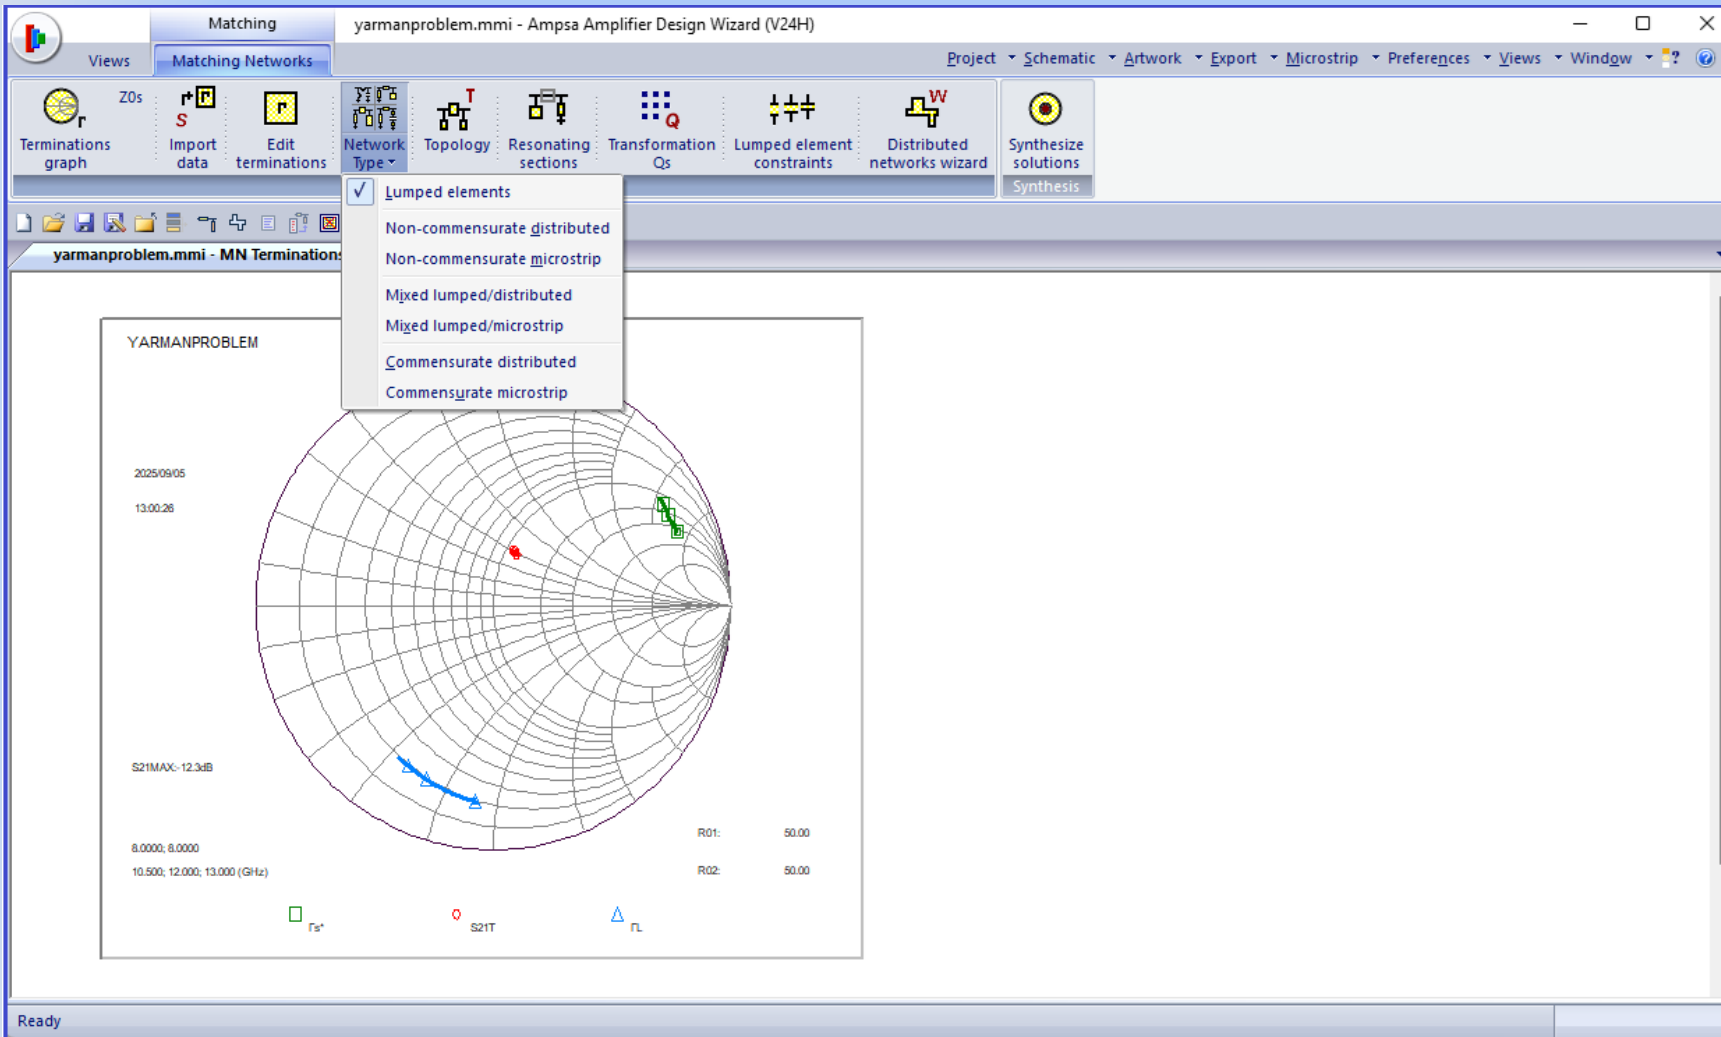 Matching
yarmanproblem.mmi - Ampsa Amplifier Design Wizard (V24H)
Views
Matching Networks
Project Schematic Artwork Export Microstrip Preferences Views Window ?
Z0s
Terminations graph
Import data
Edit terminations
Network Type
Topology
Resonating sections
Transformation Qs
Lumped element constraints
Distributed networks wizard
Synthesize solutions
Synthesis
Lumped elements
Non-commensurate distributed
Non-commensurate microstrip
Mixed lumped/distributed
Mixed lumped/microstrip
Commensurate distributed
Commensurate microstrip
yarmanproblem.mmi - MN Terminations
YARMANPROBLEM
2025/09/05
13:00:26
S21MAX:-12.3dB
8.0000; 8.0000
10.500; 12.000; 13.000 (GHz)
R01: 50.00
R02: 50.00
Γs*
S21T
ΓL
Ready